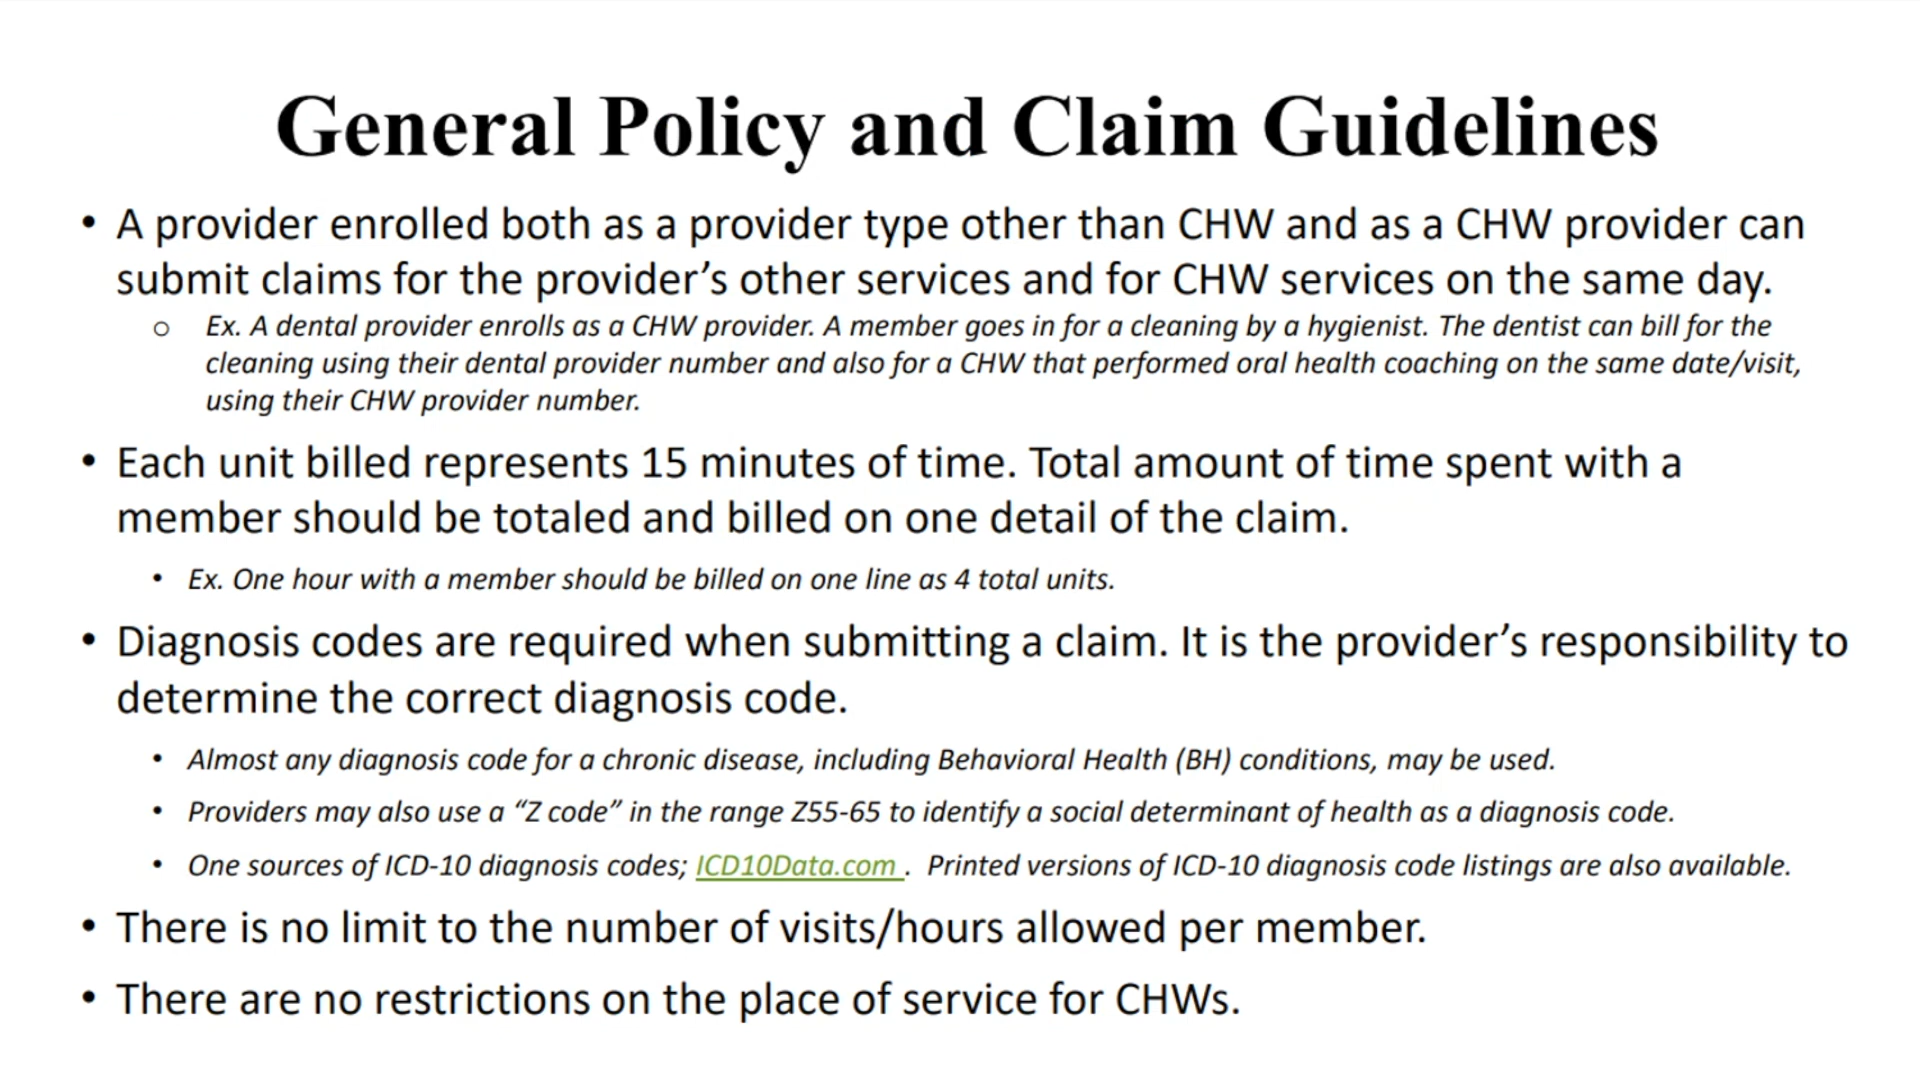 General Policy and Claim Guidelines
• A provider enrolled both as a provider type other than CHW and as a CHW provider can
submit claims for the provider’s other services and for CHW services on the same day.
○ Ex. A dental provider enrolls as a CHW provider. A member goes in for a cleaning by a hygienist. The dentist can bill for the
cleaning using their dental provider number and also for a CHW that performed oral health coaching on the same date/visit,
using their CHW provider number.
• Each unit billed represents 15 minutes of time. Total amount of time spent with a
member should be totaled and billed on one detail of the claim.
• Ex. One hour with a member should be billed on one line as 4 total units.
• Diagnosis codes are required when submitting a claim. It is the provider’s responsibility to
determine the correct diagnosis code.
• Almost any diagnosis code for a chronic disease, including Behavioral Health (BH) conditions, may be used.
• Providers may also use a “Z code” in the range Z55-65 to identify a social determinant of health as a diagnosis code.
• One sources of ICD-10 diagnosis codes; ICD10Data.com . Printed versions of ICD-10 diagnosis code listings are also available.
• There is no limit to the number of visits/hours allowed per member.
• There are no restrictions on the place of service for CHWs.